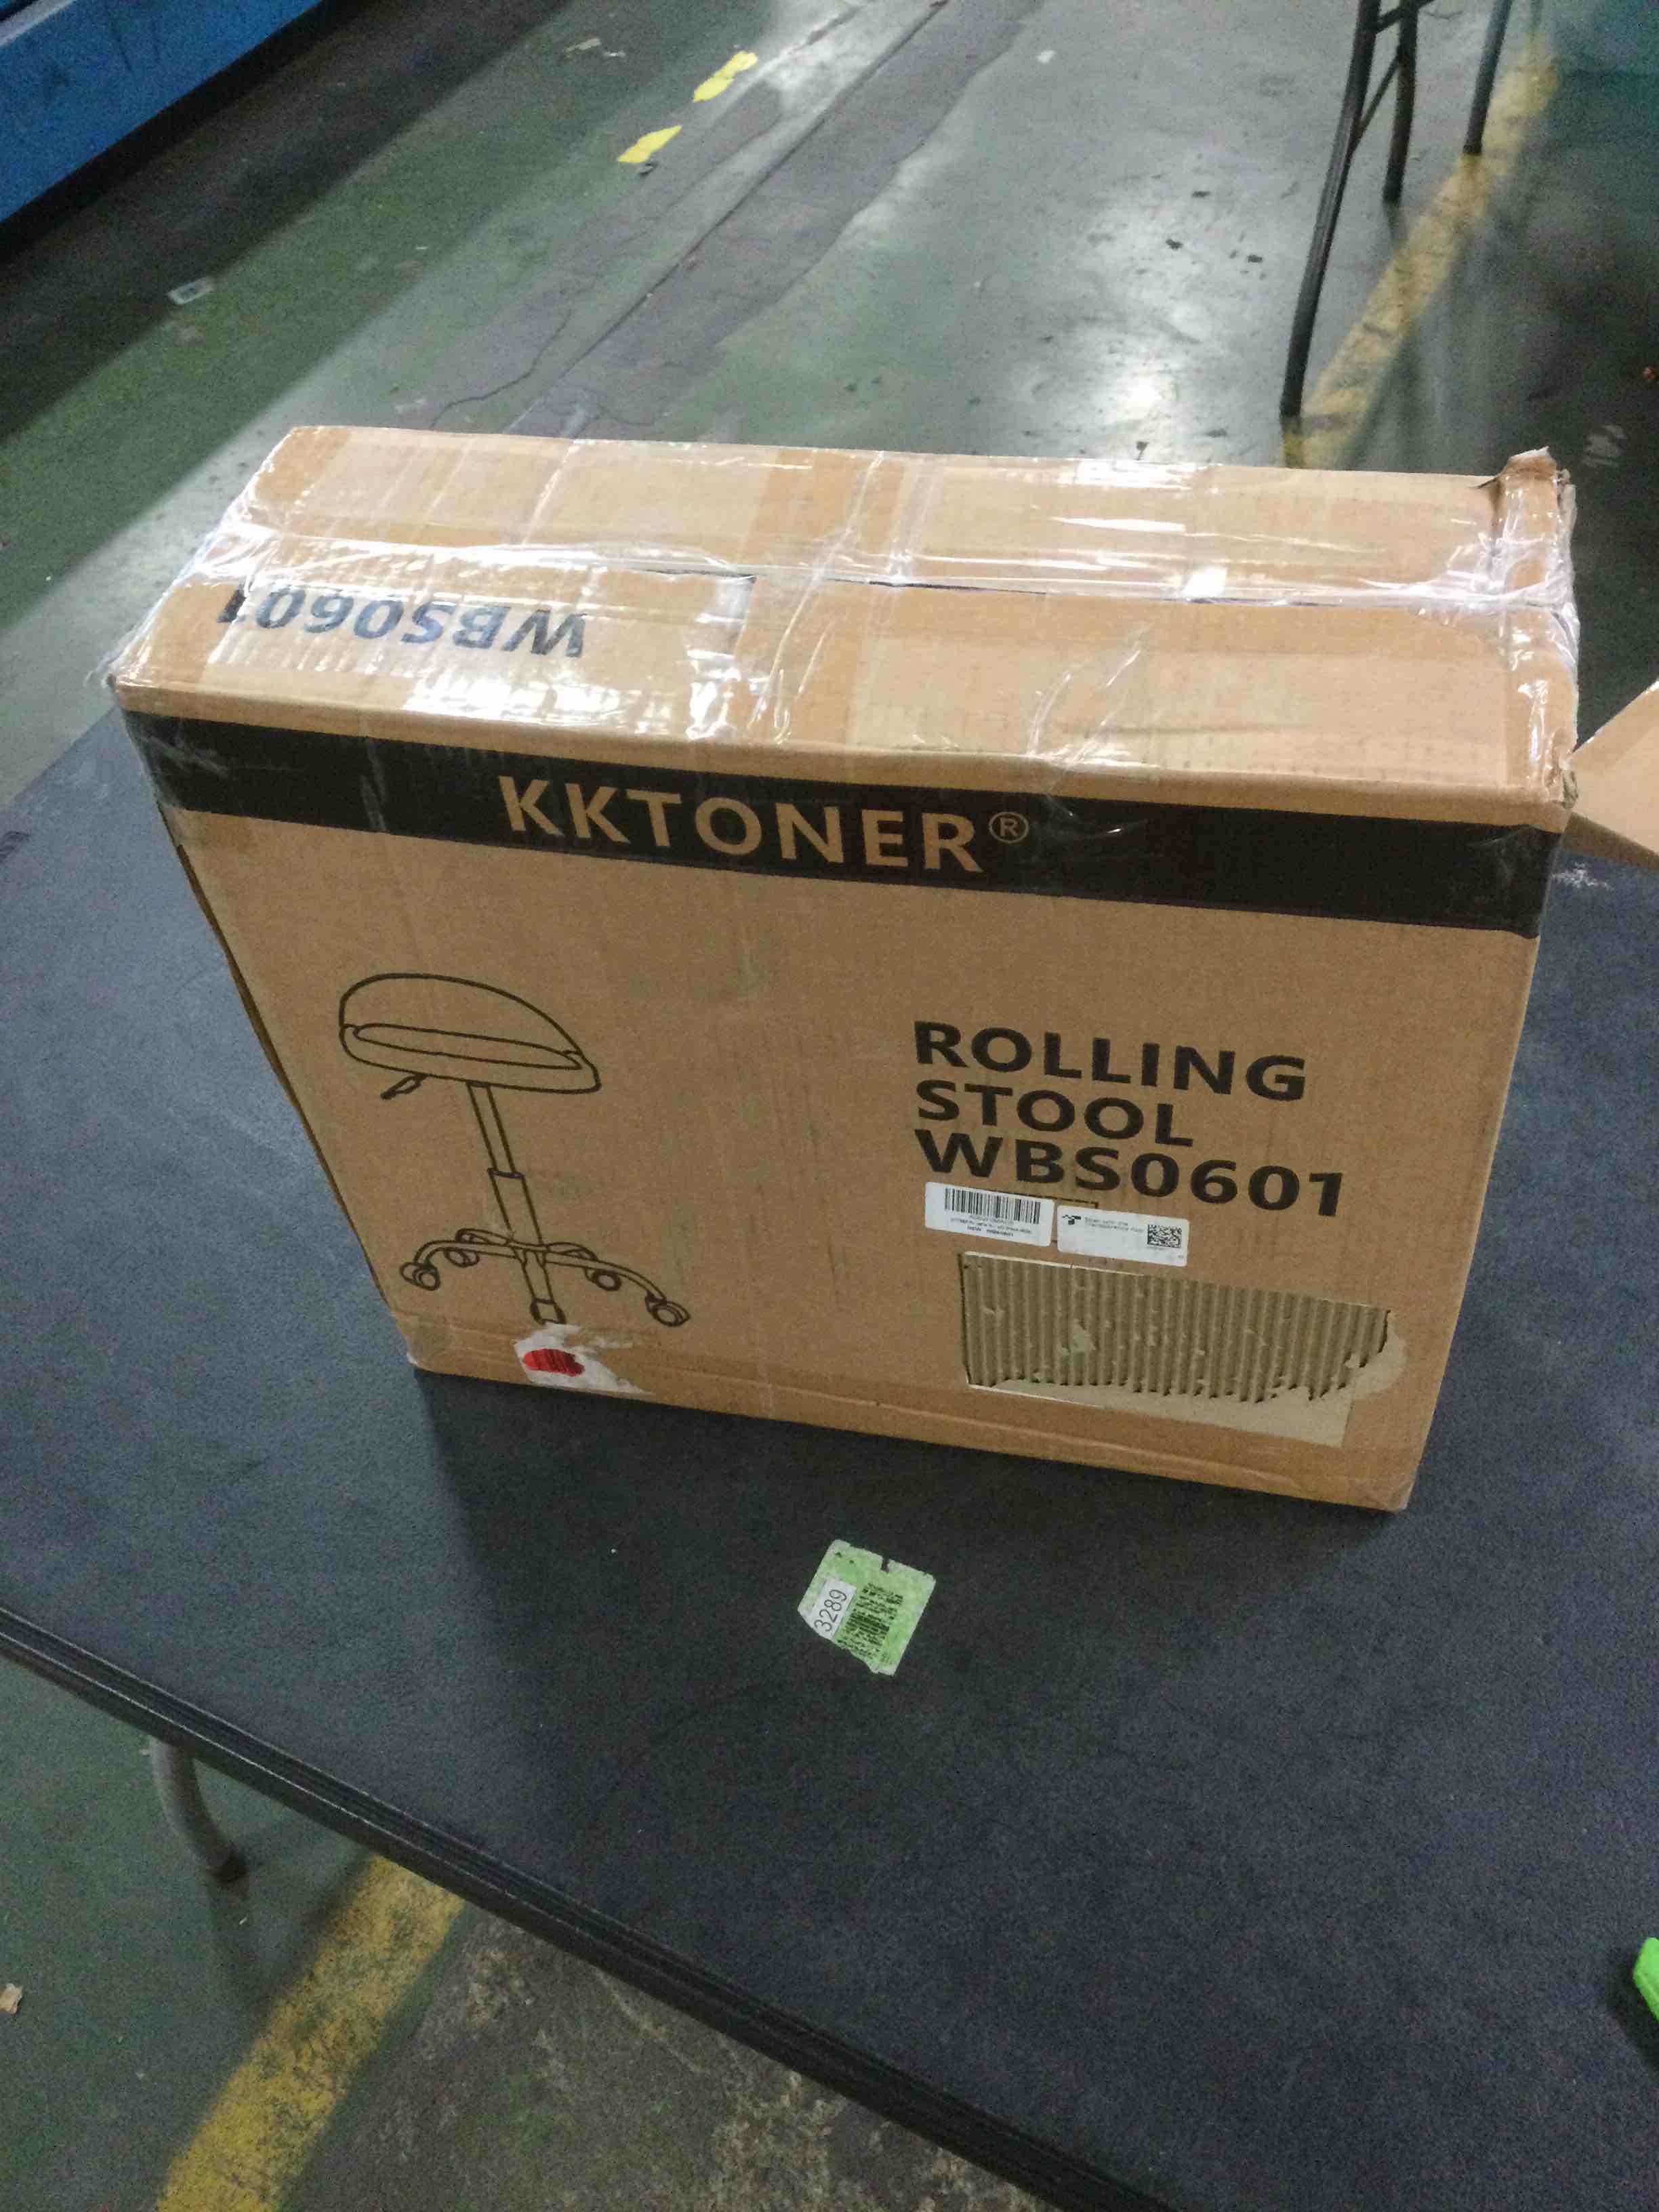 WBS0601
KKTONER®
ROLLING
STOOL
WBS0601
3289